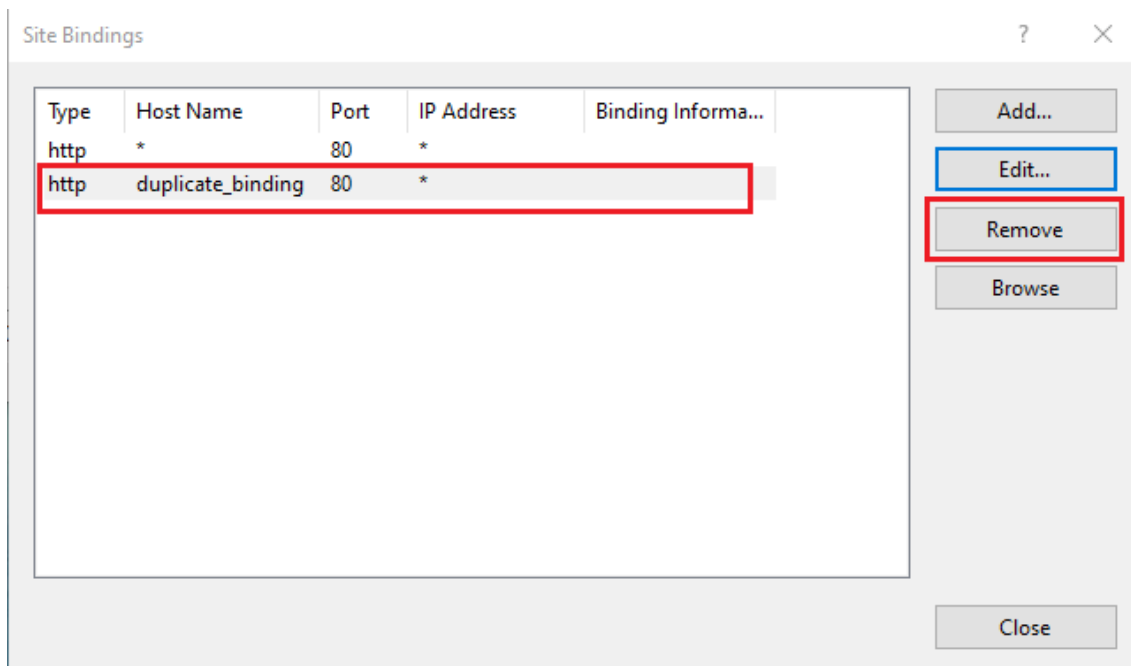 Site Bindings ? ×
Type Host Name Port IP Address Binding Informa...
http * 80 *
http duplicate_binding 80 *
Add...
Edit...
Remove
Browse
Close